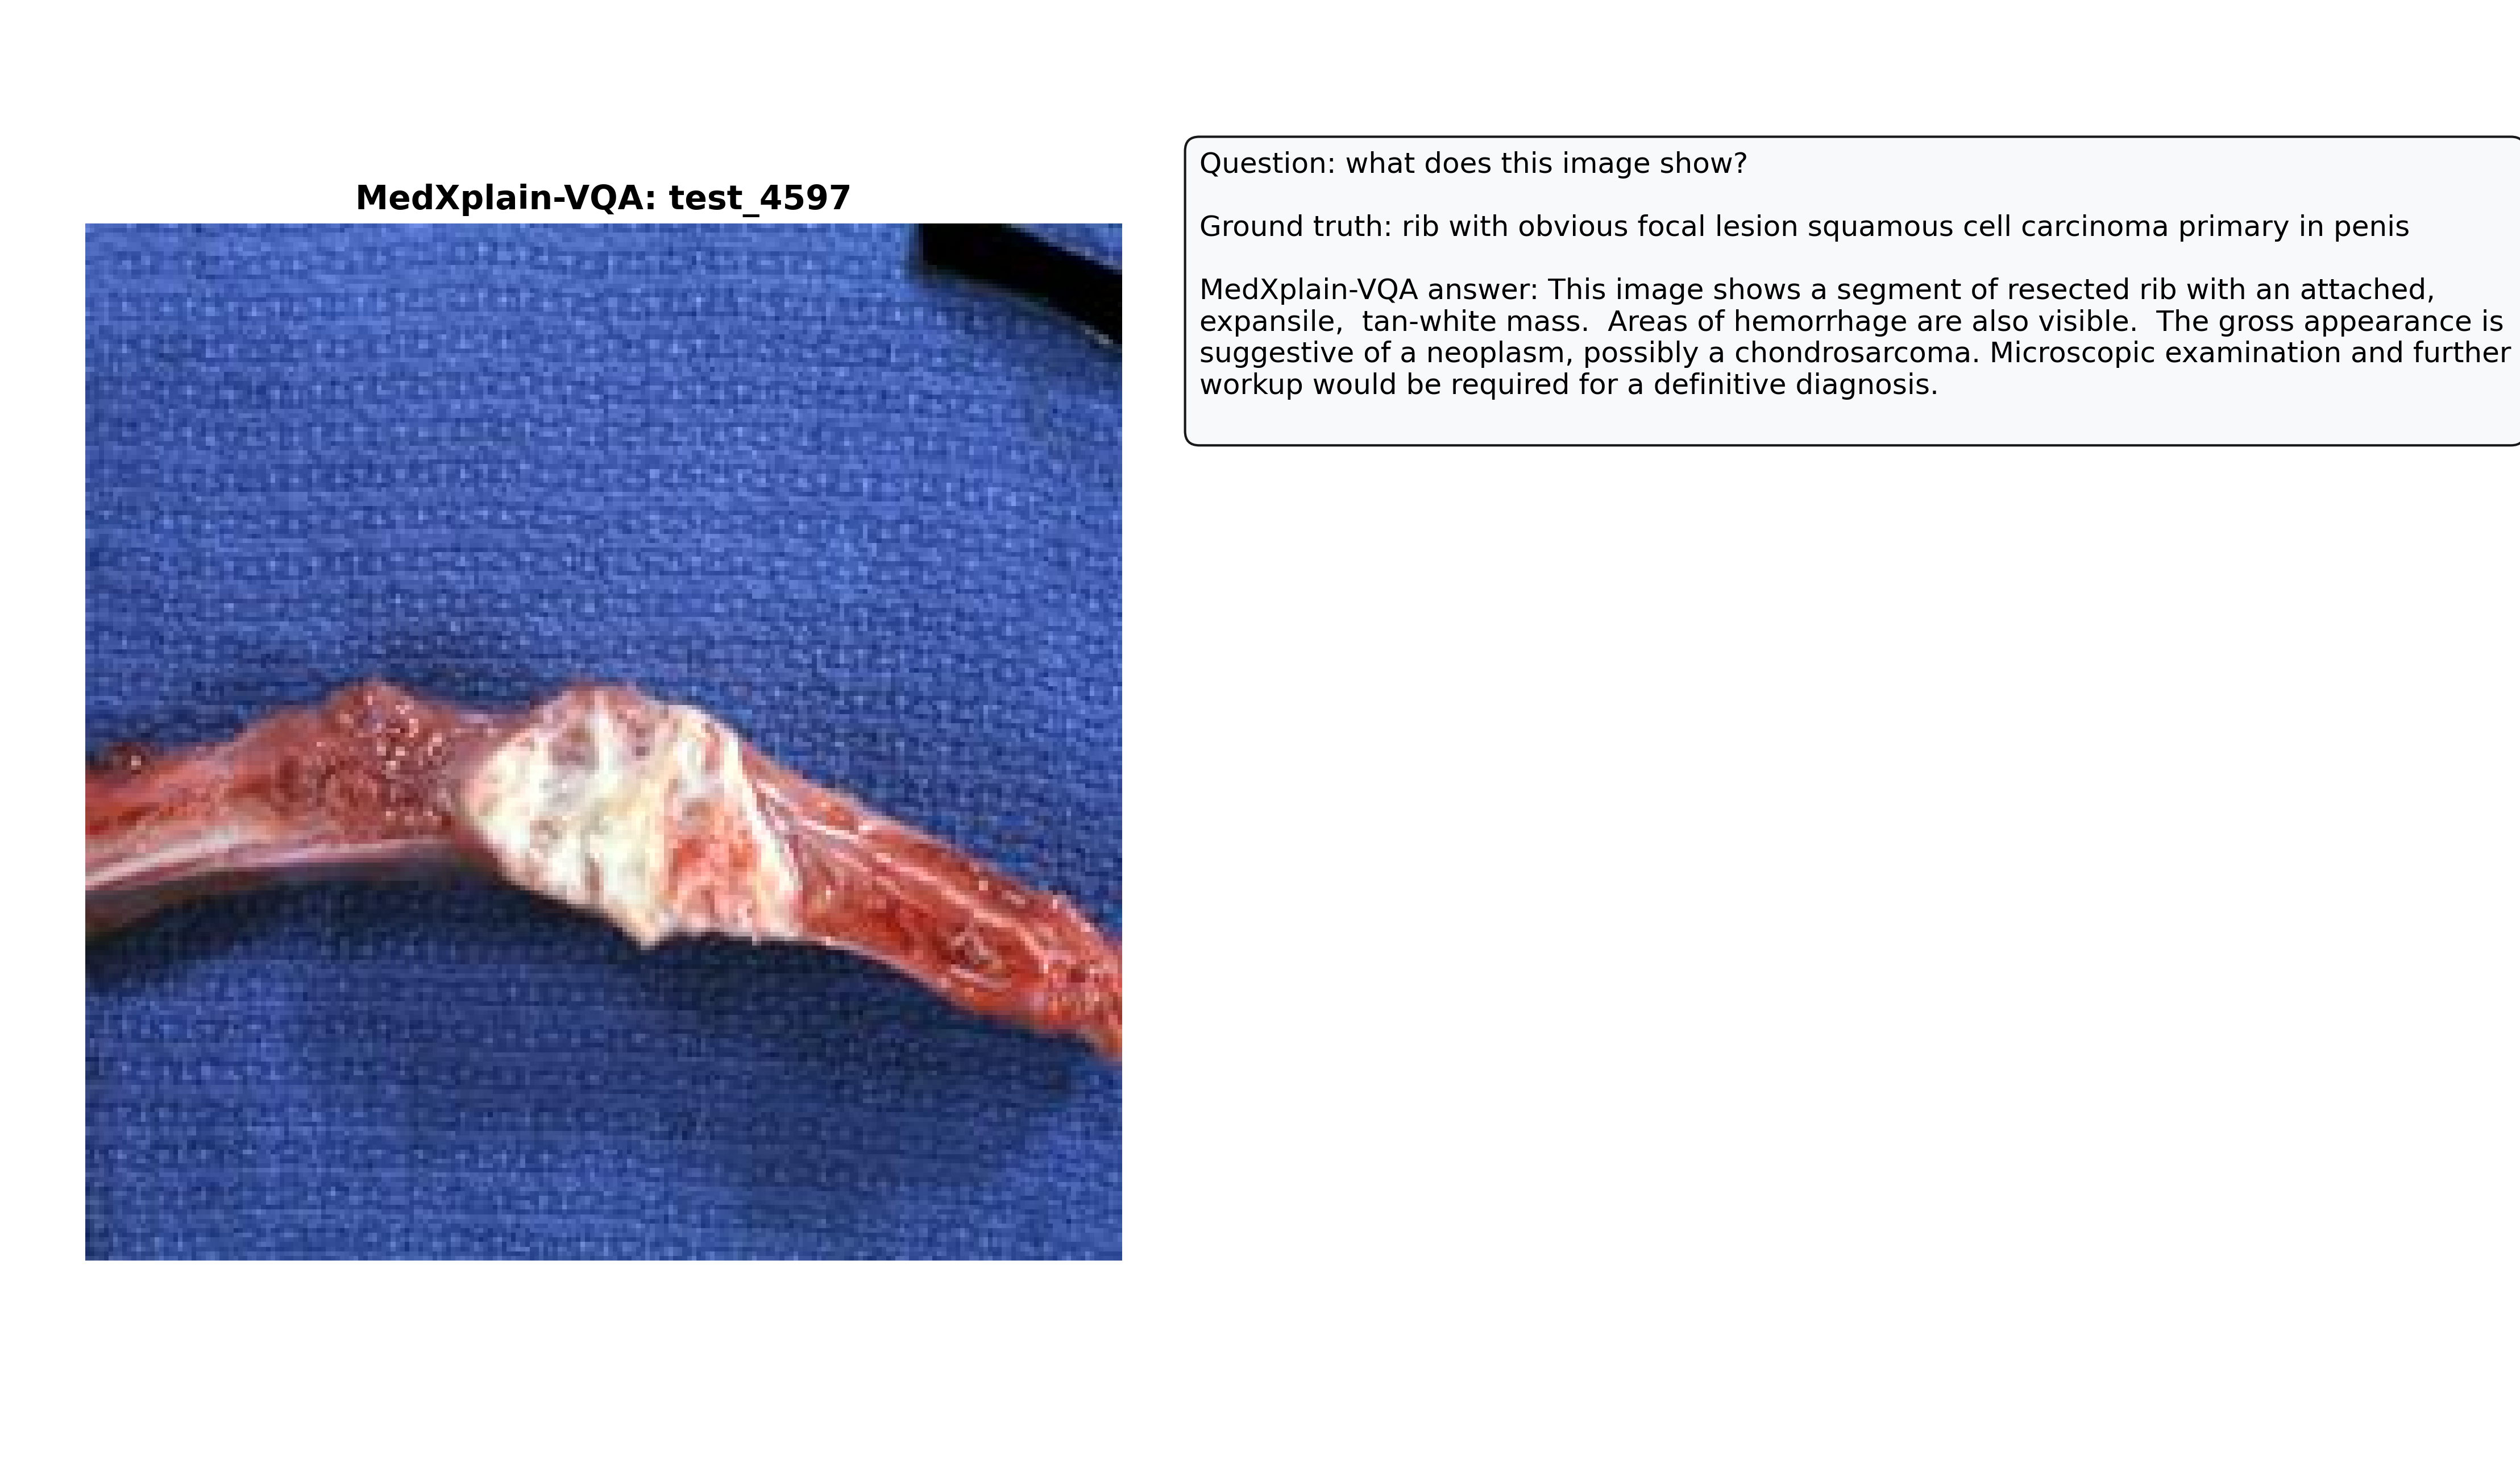 MedXplain-VQA: test_4597
Question: what does this image show?
Ground truth: rib with obvious focal lesion squamous cell carcinoma primary in penis
MedXplain-VQA answer: This image shows a segment of resected rib with an attached,
expansile,  tan-white mass.  Areas of hemorrhage are also visible.  The gross appearance is
suggestive of a neoplasm, possibly a chondrosarcoma. Microscopic examination and further
workup would be required for a definitive diagnosis.